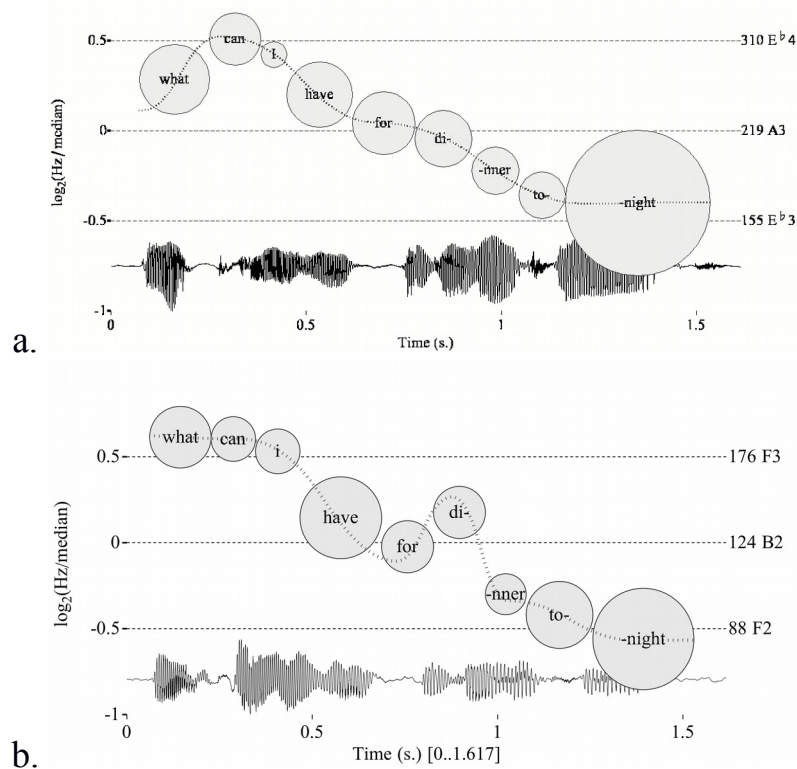 0.5 can 310 E♭4
what i
have
for
0 di- 219 A3
-nner
to- -night
-0.5 155 E♭3
-1
log2(Hz/median)
0 0.5 1 1.5
Time (s.)
a.
what can i
0.5 176 F3
have di-
0 for 124 B2
-nner
to-
-0.5 -night 88 F2
-1
log2(Hz/median)
0 0.5 1 1.5
Time (s.) [0..1.617]
b.